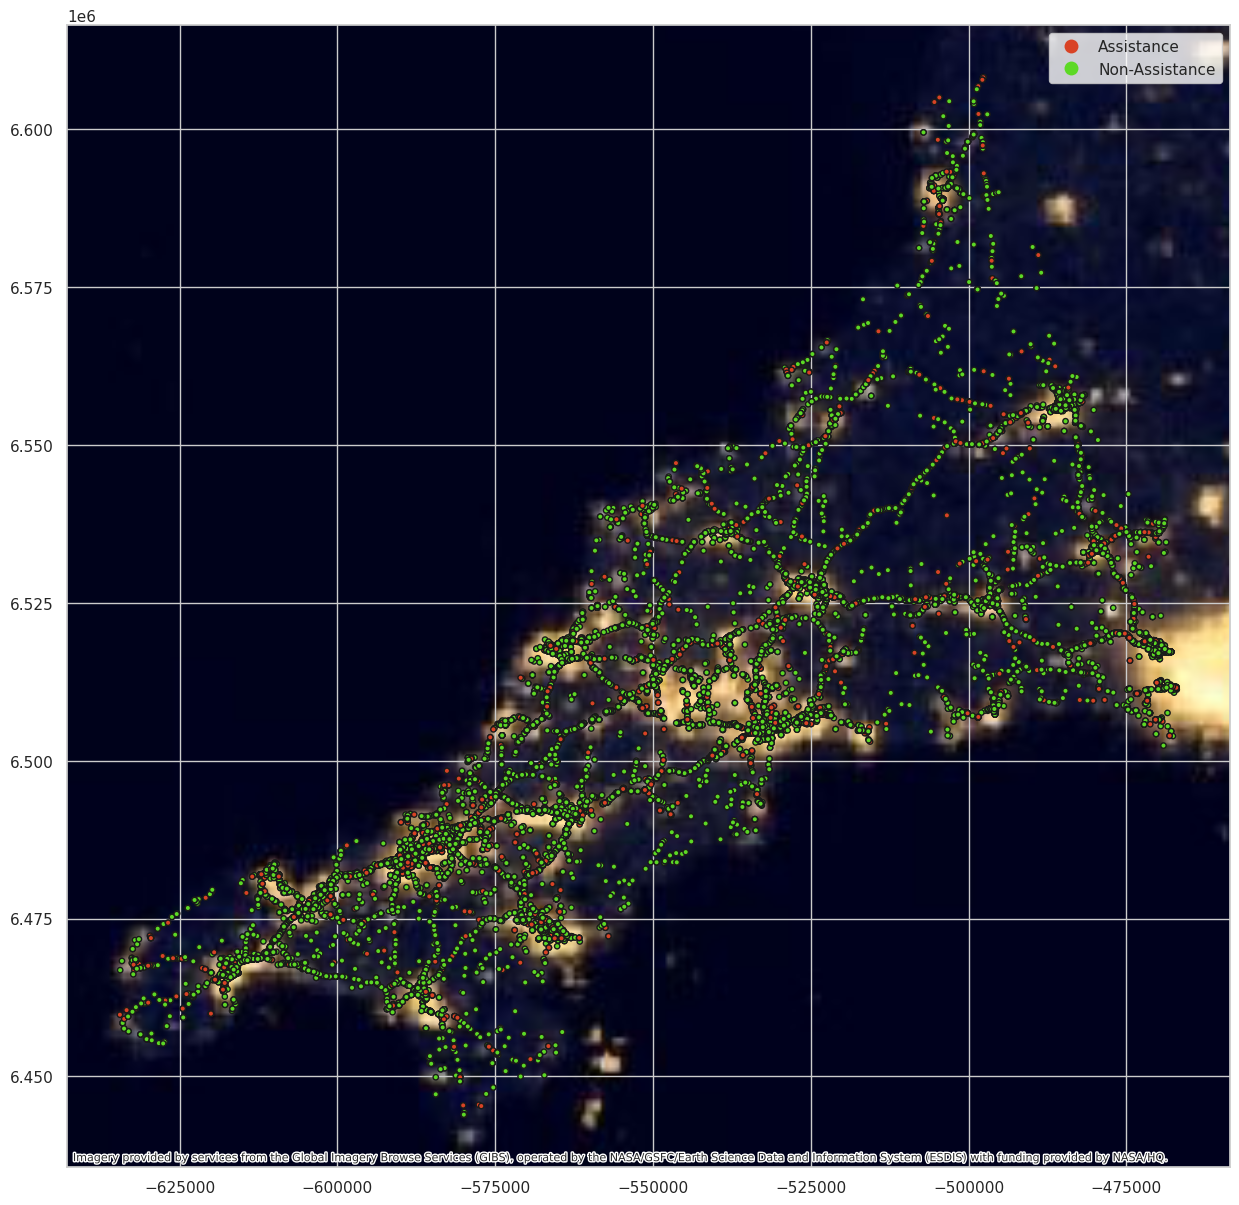 1e6
Assistance
Non-Assistance
6.600
6.575
6.550
6.525
6.500
6.475
6.450
Imagery provided by services from the Global Imagery Browse Services (GIBS), operated by the NASA/GSFC/Earth Science Data and Information System (ESDIS) with funding provided by NASA/HQ.
−625000 −600000 −575000 −550000 −525000 −500000 −475000